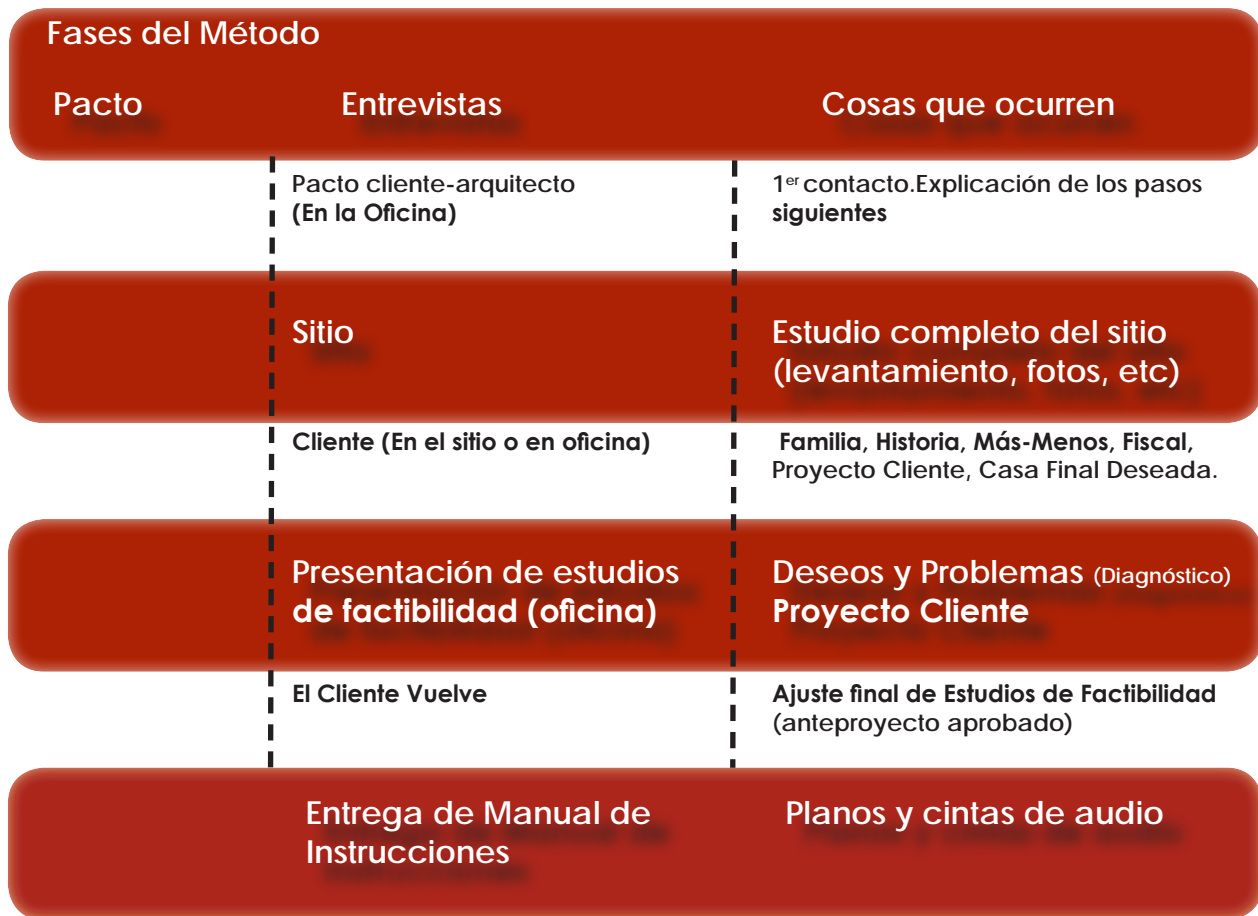 Fases del Método
Pacto Entrevistas Cosas que ocurren
Pacto cliente-arquitecto
(En la Oficina)
1er contacto.Explicación de los pasos
siguientes
Sitio
Estudio completo del sitio
(levantamiento, fotos, etc)
Cliente (En el sitio o en oficina)
Familia, Historia, Más-Menos, Fiscal,
Proyecto Cliente, Casa Final Deseada.
Presentación de estudios
de factibilidad (oficina)
Deseos y Problemas (Diagnóstico)
Proyecto Cliente
El Cliente Vuelve
Ajuste final de Estudios de Factibilidad
(anteproyecto aprobado)
Entrega de Manual de
Instrucciones
Planos y cintas de audio